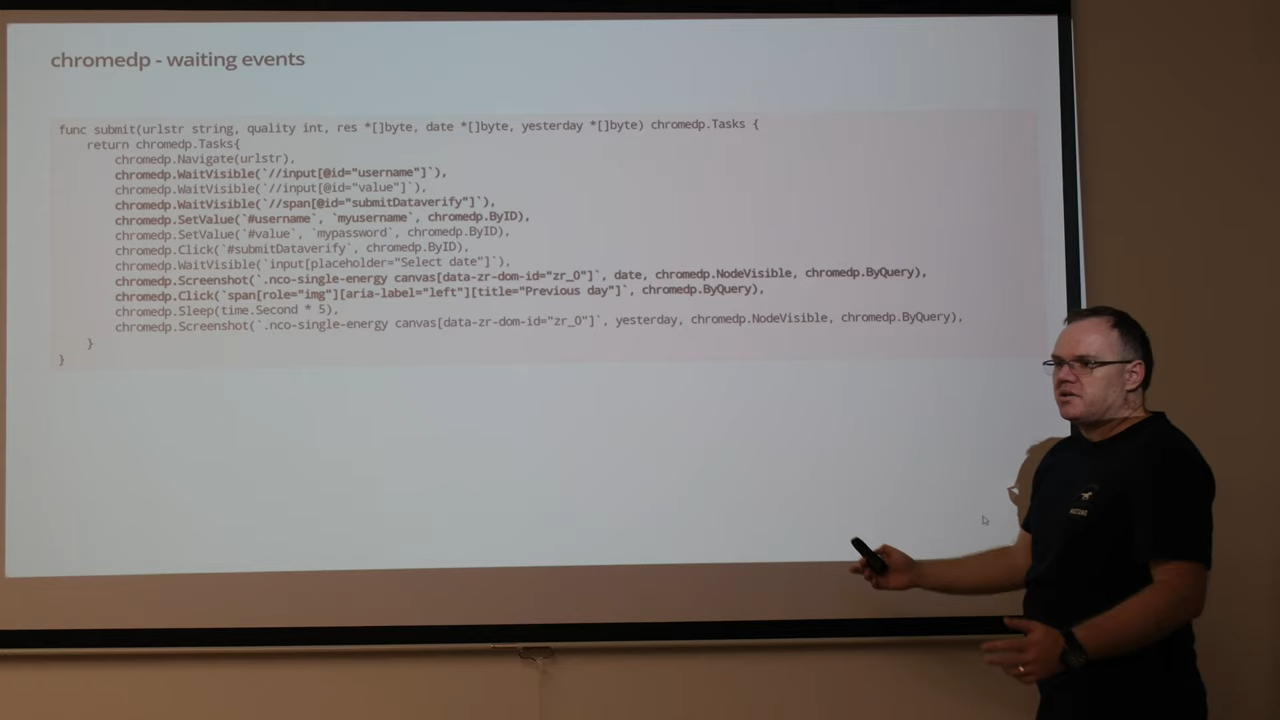 chromedp - waiting events
func submit(urlstr string, quality int, res *[]byte, date *[]byte, yesterday *[]byte) chromedp.Tasks {
return chromedp.Tasks{
chromedp.Navigate(urlstr),
chromedp.WaitVisible(`//input[@id="username"]`),
chromedp.WaitVisible(`//input[@id="value"]`),
chromedp.WaitVisible(`//span[@id="submitDataverify"]`),
chromedp.SetValue(`#username`, `myusername`, chromedp.ByID),
chromedp.SetValue(`#value`, `mypassword`, chromedp.ByID),
chromedp.Click(`#submitDataverify`, chromedp.ByID),
chromedp.WaitVisible(`input[placeholder="Select date"]`),
chromedp.Screenshot(`.nco-single-energy canvas[data-zr-dom-id="zr_0"]`, date, chromedp.NodeVisible, chromedp.ByQuery),
chromedp.Click(`span[role="img"][aria-label="left"][title="Previous day"]`, chromedp.ByQuery),
chromedp.Sleep(time.Second * 5),
chromedp.Screenshot(`.nco-single-energy canvas[data-zr-dom-id="zr_0"]`, yesterday, chromedp.NodeVisible, chromedp.ByQuery),
}
}